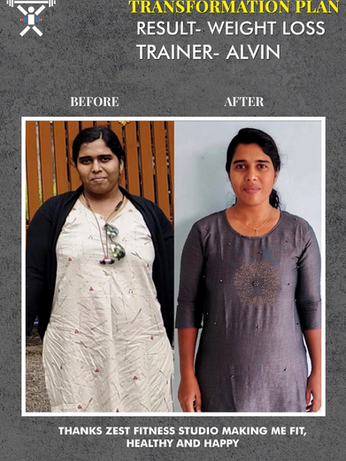 TRANSFORMATION PLAN
RESULT- WEIGHT LOSS
TRAINER- ALVIN
BEFORE
AFTER
THANKS ZEST FITNESS STUDIO MAKING ME FIT,
HEALTHY AND HAPPY